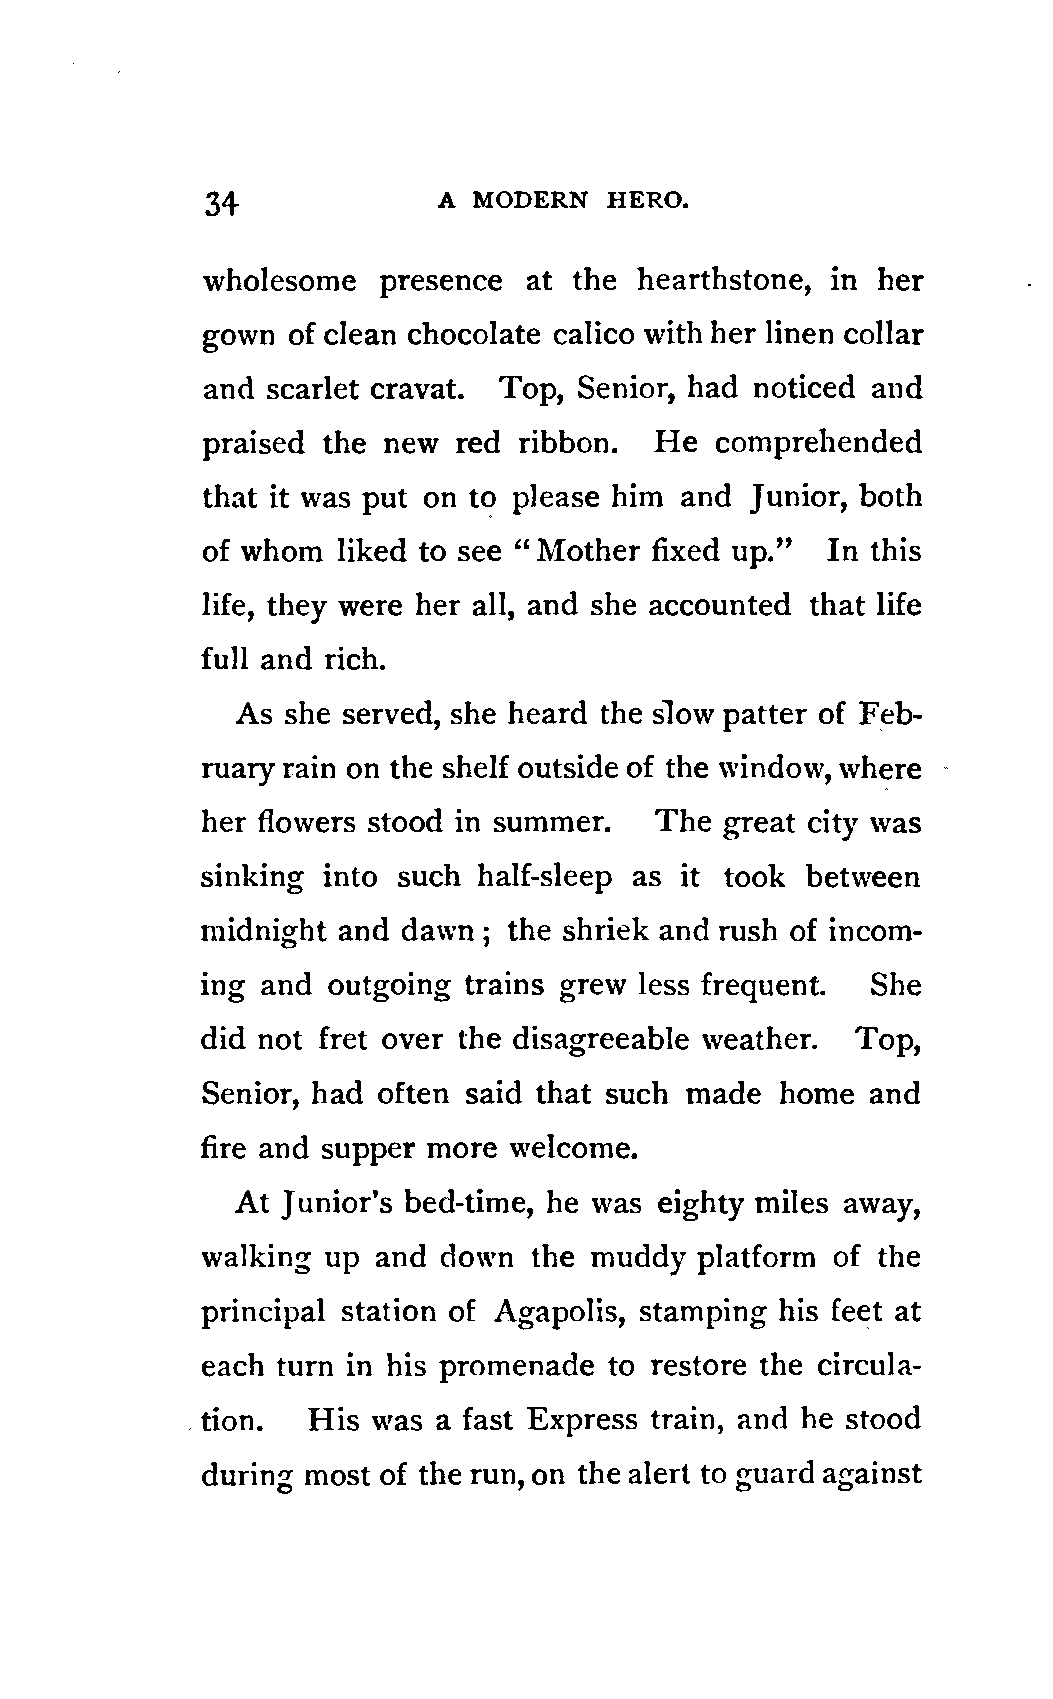 34 A MODERN HERO.
wholesome presence at the hearthstone, in her
gown of clean chocolate calico with her linen collar
and scarlet cravat. Top, Senior, had noticed and
praised the new red ribbon. He comprehended
that it was put on to please him and Junior, both
of whom liked to see “Mother fixed up.” In this
life, they were her all, and she accounted that life
full and rich.
As she served, she heard the slow patter of Feb-
ruary rain on the shelf outside of the window, where
her flowers stood in summer. The great city was
sinking into such half-sleep as it took between
midnight and dawn; the shriek and rush of incom-
ing and outgoing trains grew less frequent. She
did not fret over the disagreeable weather. Top,
Senior, had often said that such made home and
fire and supper more welcome.
At Junior's bed-time, he was eighty miles away,
walking up and down the muddy platform of the
principal station of Agapolis, stamping his feet at
each turn in his promenade to restore the circula-
tion. His was a fast Express train, and he stood
during most of the run, on the alert to guard against